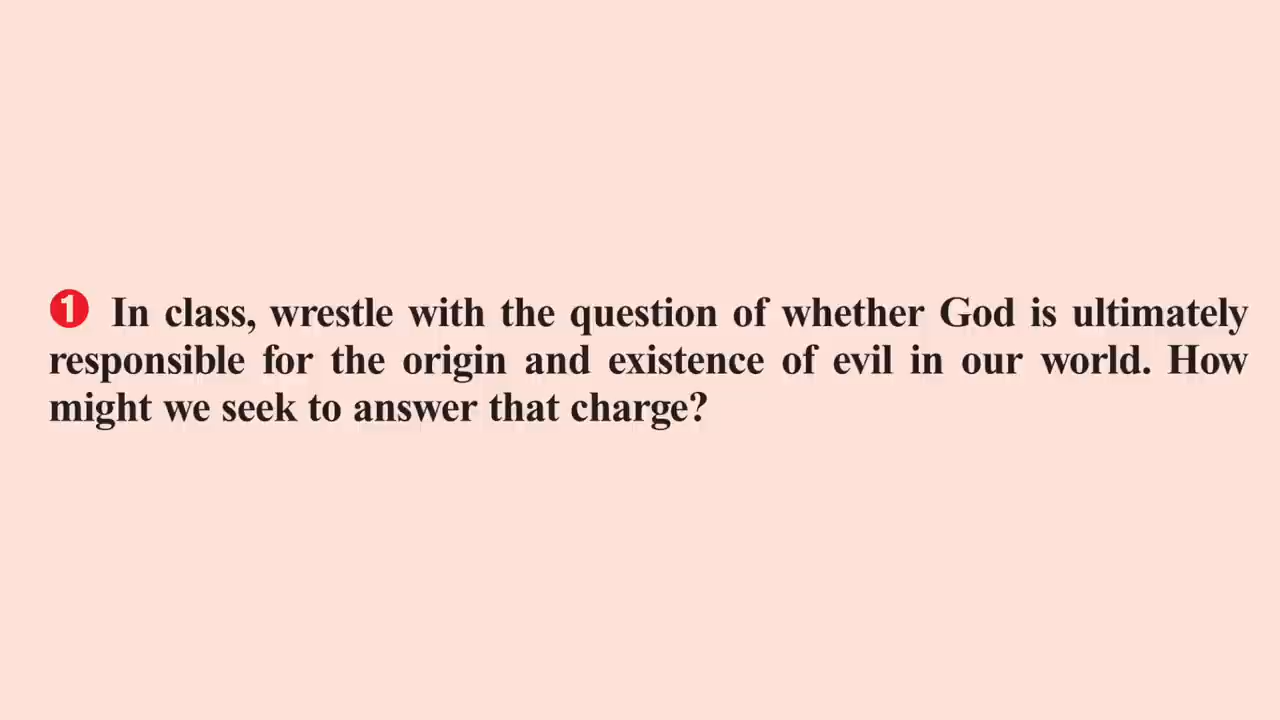 ❶ In class, wrestle with the question of whether God is ultimately
responsible for the origin and existence of evil in our world. How
might we seek to answer that charge?